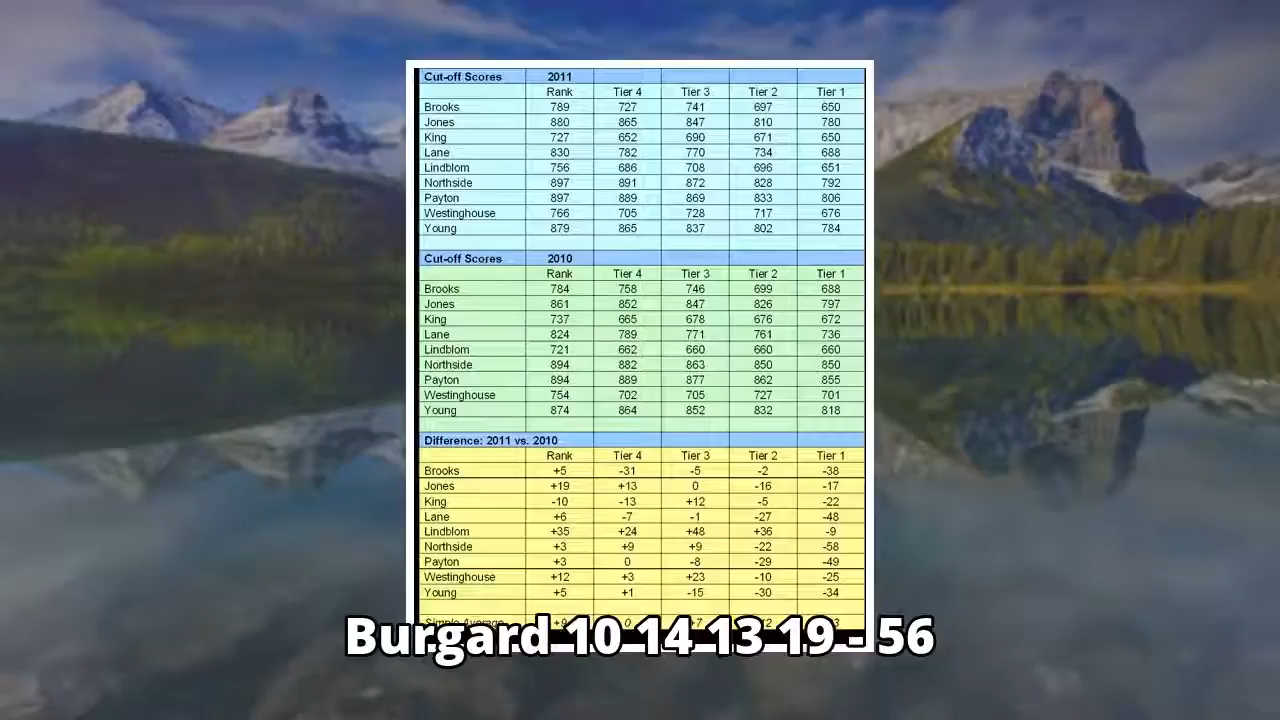 Cut-off Scores 2011
Rank Tier 4 Tier 3 Tier 2 Tier 1
Brooks 789 727 741 697 650
Jones 880 865 847 810 780
King 727 652 690 671 650
Lane 830 782 770 734 688
Lindblom 756 686 708 696 651
Northside 897 891 872 828 792
Payton 897 889 869 833 806
Westinghouse 766 705 728 717 676
Young 879 865 837 802 784
Cut-off Scores 2010
Rank Tier 4 Tier 3 Tier 2 Tier 1
Brooks 784 758 746 699 688
Jones 861 852 847 826 797
King 737 665 678 676 672
Lane 824 789 771 761 736
Lindblom 721 662 660 660 660
Northside 894 882 863 850 850
Payton 894 889 877 862 855
Westinghouse 754 702 705 727 701
Young 874 864 852 832 818
Difference: 2011 vs. 2010
Rank Tier 4 Tier 3 Tier 2 Tier 1
Brooks +5 -31 -5 -2 -38
Jones +19 +13 0 -16 -17
King -10 -13 +12 -5 -22
Lane +6 -7 -1 -27 -48
Lindblom +35 +24 +48 +36 -9
Northside +3 +9 +9 -22 -58
Payton +3 0 -8 -29 -49
Westinghouse +12 +3 +23 -10 -25
Young +5 +1 -15 -30 -34
Simple Average
Burgard 10 14 13 19 - 56